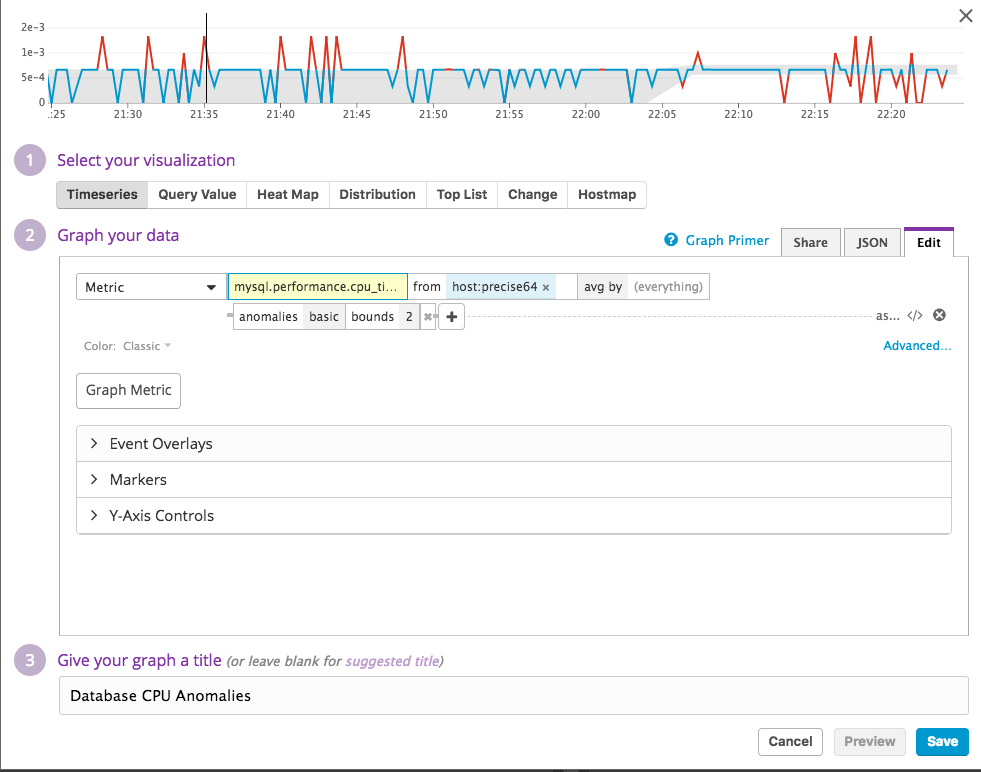 2e-3
1e-3
5e-4
0
:25 21:30 21:35 21:40 21:45 21:50 21:55 22:00 22:05 22:10 22:15 22:20
1 Select your visualization
Timeseries Query Value Heat Map Distribution Top List Change Hostmap
2 Graph your data
? Graph Primer Share JSON Edit
Metric mysql.performance.cpu_ti... from host:precise64 × avg by (everything)
anomalies basic bounds 2 ✖ + as... </>
Color: Classic Advanced...
Graph Metric
Event Overlays
Markers
Y-Axis Controls
3 Give your graph a title (or leave blank for suggested title)
Database CPU Anomalies
Cancel Preview Save